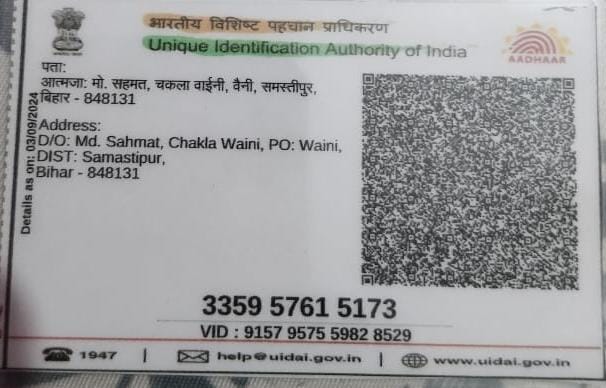 भारतीय विशिष्ट पहचान प्राधिकरण
Unique Identification Authority of India
AADHAAR
पता:
आत्मजा: मो. सहमत, चकला वाईनी, वैनी, समस्तीपुर,
बिहार - 848131
Address:
D/O: Md. Sahmat, Chakla Waini, PO: Waini,
DIST: Samastipur,
Bihar - 848131
Details as on: 03/09/2024
3359 5761 5173
VID : 9157 9575 5982 8529
1947 | help@uidai.gov.in | www.uidai.gov.in